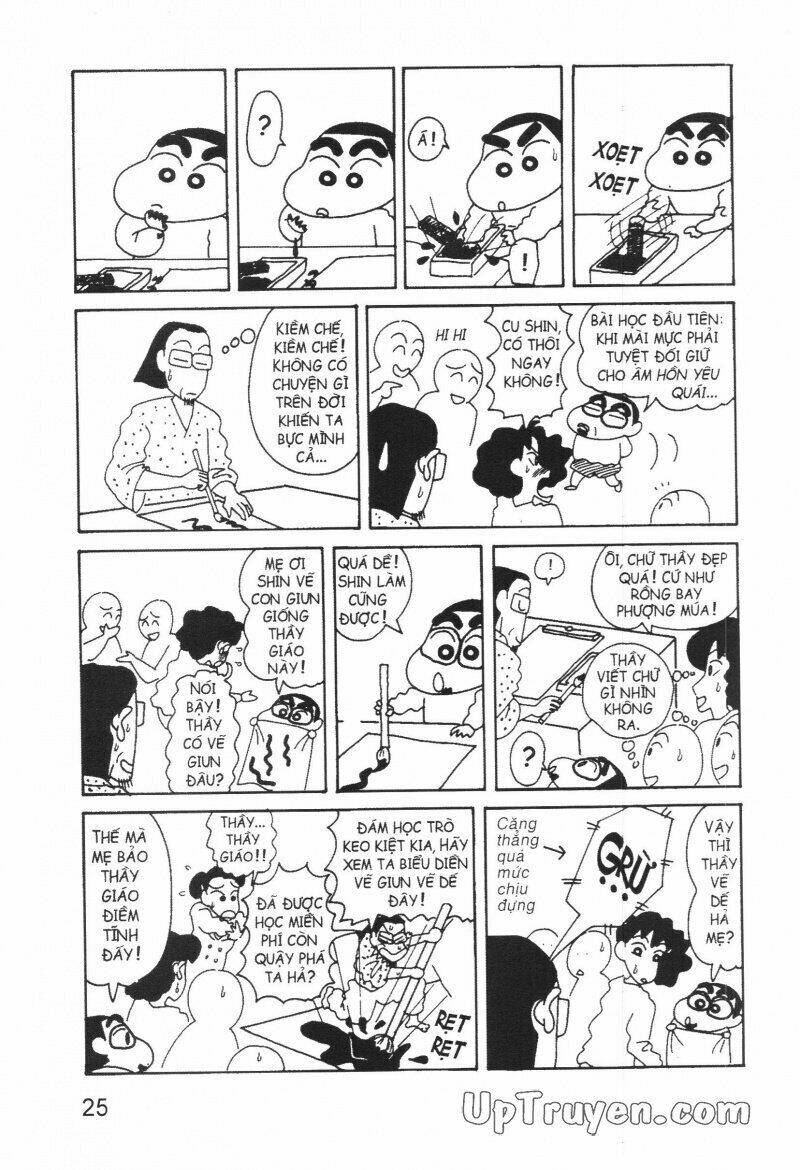 XOẸT
XOẸT
Á!
!
?
BÀI HỌC ĐẦU TIÊN:
KHI MÀI MỰC PHẢI
TUYỆT ĐỐI GIỮ
CHO ÂM HỒN YÊU
QUÁI...
CU SHIN,
CÓ THÔI
NGAY
KHÔNG!
HI HI
KIỀM CHẾ,
KIỀM CHẾ!
KHÔNG CÓ
CHUYỆN GÌ
TRÊN ĐỜI
KHIẾN TA
BỰC MÌNH
CẢ...
ÔI, CHỮ THẦY ĐẸP
QUÁ! CỨ NHƯ
RỒNG BAY
PHƯỢNG MÚA!
!
THẦY
VIẾT CHỮ
GÌ NHÌN
KHÔNG
RA.
?
QUÁ DỄ!
SHIN LÀM
CŨNG
ĐƯỢC!
MẸ ƠI
SHIN VẼ
CON GIUN
GIỐNG
THẦY
GIÁO
NÀY!
NÓI
BẬY!
THẦY
CÓ VẼ
GIUN
ĐÂU?
VẬY
THÌ
THẦY
VẼ
DẾ
HẢ
MẸ?
GRỪ
...
Căng
thẳng
quá
mức
chịu
đựng
ĐÁM HỌC TRÒ
KEO KIỆT KIA, HÃY
XEM TA BIỂU DIỄN
VẼ GIUN VẼ DẾ
ĐÂY!
ĐÃ ĐƯỢC
HỌC MIỄN
PHÍ CÒN
QUẬY PHÁ
TA HẢ?
RẸT
RẸT
THẦY...
THẦY
GIÁO!!
THẾ MÀ
MẸ BẢO
THẦY
GIÁO
ĐIỀM
TĨNH
ĐẤY!
25
UpTruyen.com